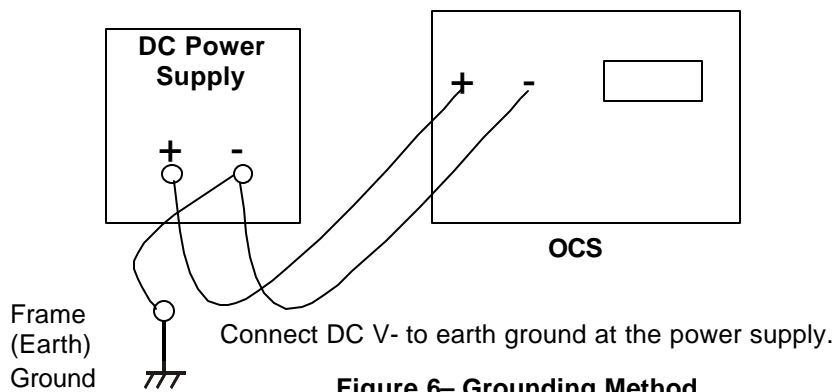 DC Power
Supply
+ -
+ -
OCS
Frame
(Earth)
Ground
Connect DC V- to earth ground at the power supply.
Figure 6– Grounding Method